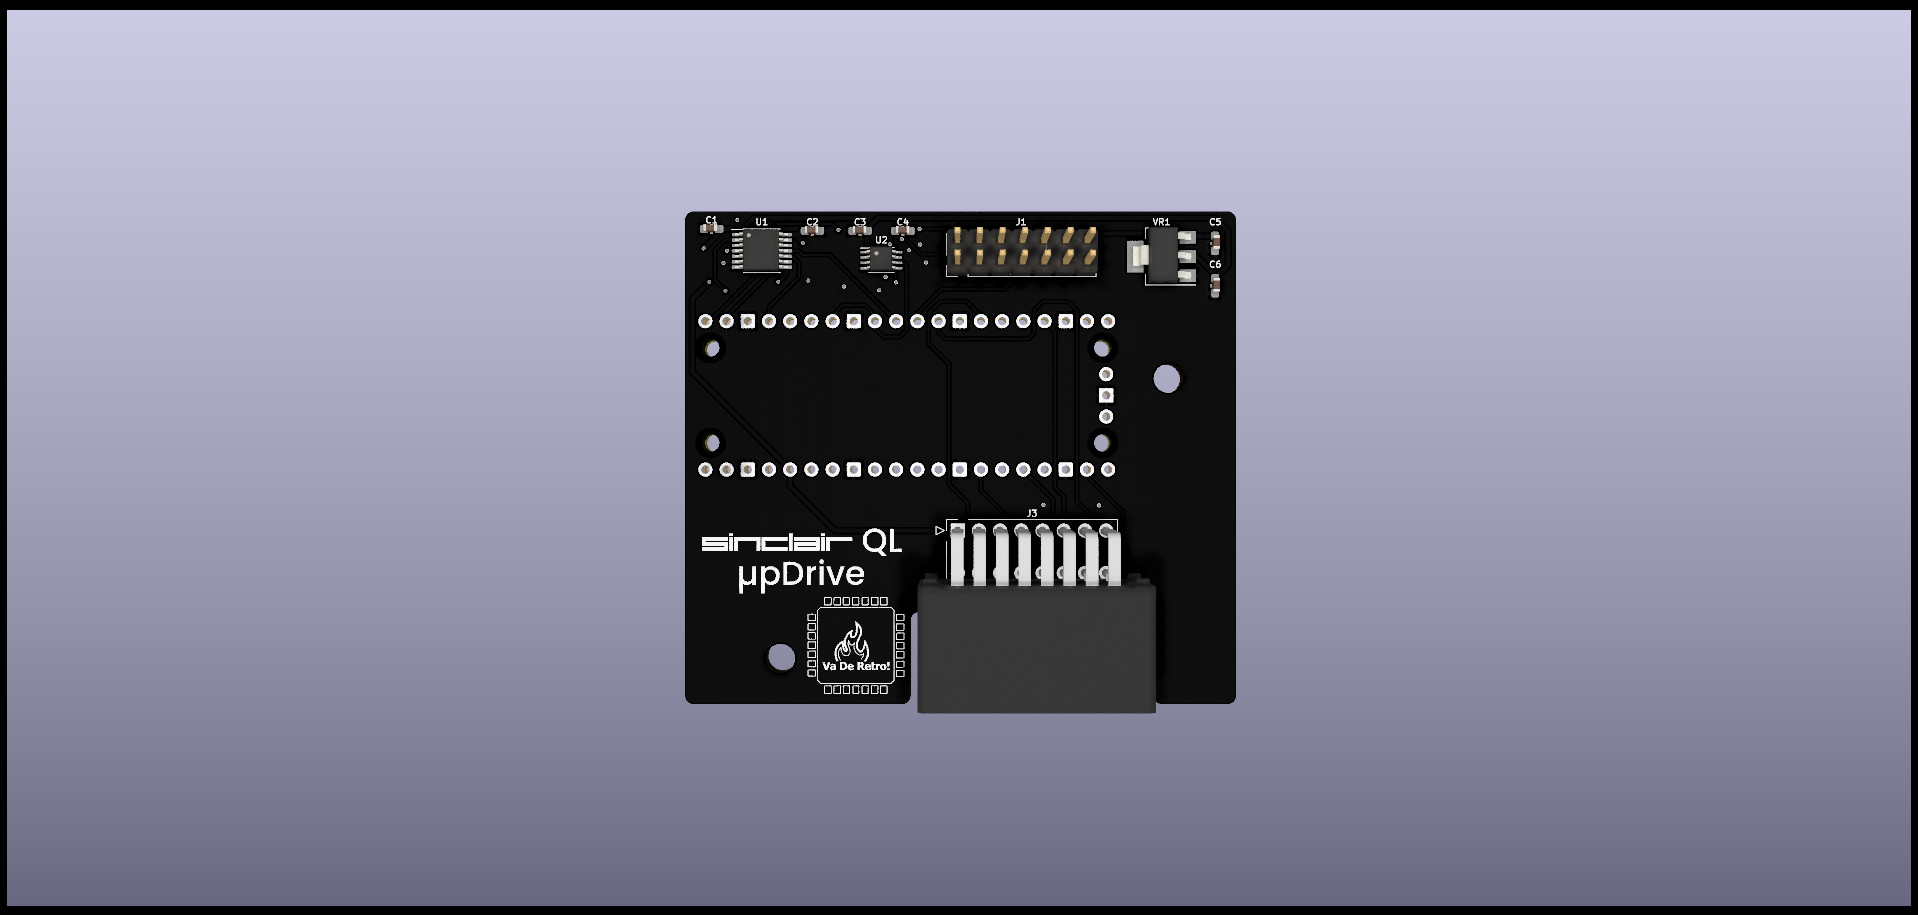 C1
U1
C2
C3
C4
U2
J1
VR1
C5
C6
J3
sinclair QL
µpDrive
Va De Retro!